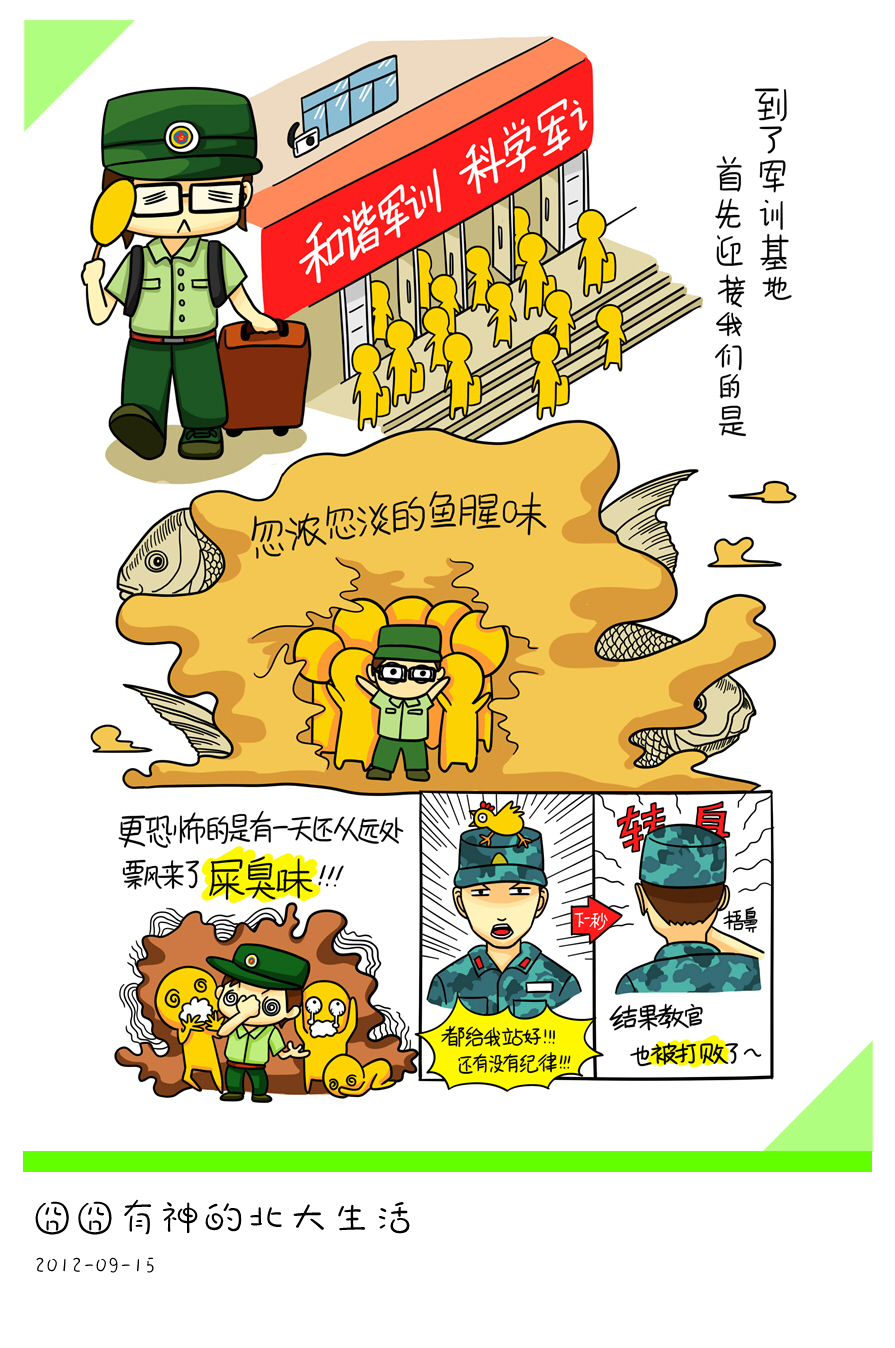 到了军训基地
首先迎接我们的是
和谐军训 科学军
忽浓忽淡的鱼腥味
更恐怖的是有一天还从远处
飘来了屎臭味!!!
都给我站好!!!
还有没有纪律!!!
下一秒
转身
捂鼻
结果教官
也被打败了~
囧囧有神的北大生活
2012-09-15